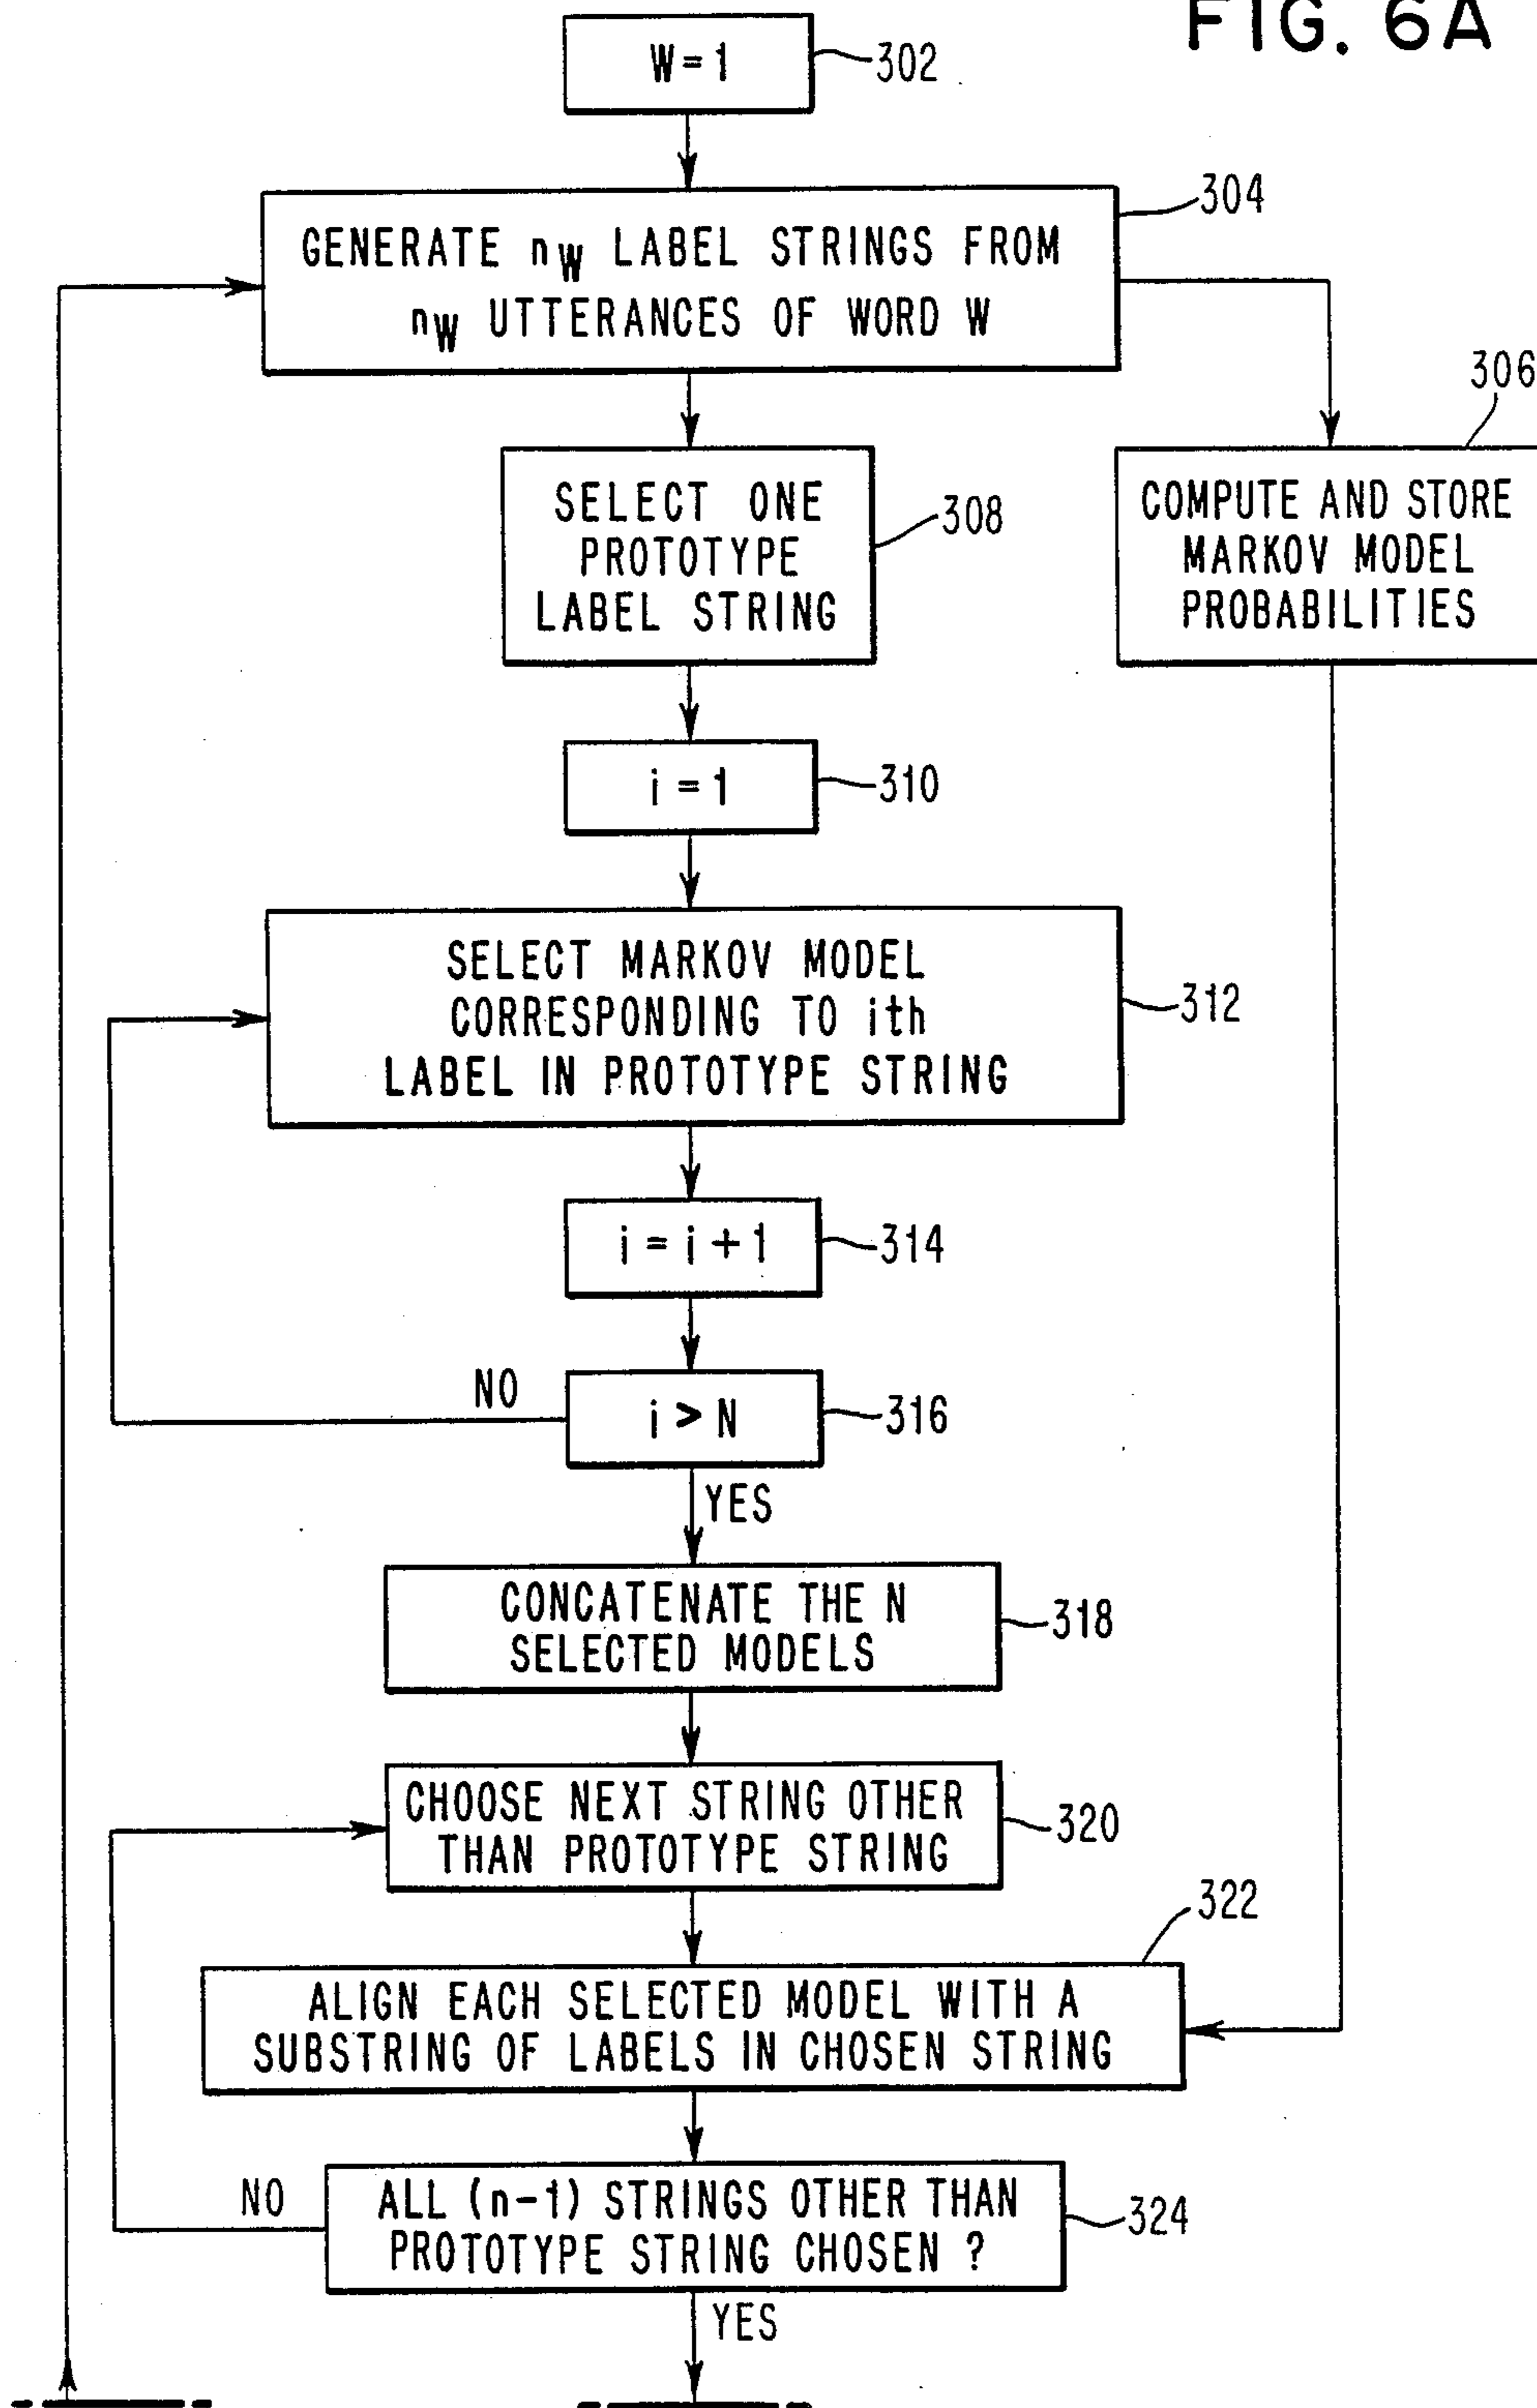 FIG. 6A
W = 1
302
304
GENERATE nW LABEL STRINGS FROM
nW UTTERANCES OF WORD W
306
SELECT ONE
PROTOTYPE
LABEL STRING
308
COMPUTE AND STORE
MARKOV MODEL
PROBABILITIES
i = 1
310
SELECT MARKOV MODEL
CORRESPONDING TO ith
LABEL IN PROTOTYPE STRING
312
i = i + 1
314
NO
i > N
316
YES
CONCATENATE THE N
SELECTED MODELS
318
CHOOSE NEXT STRING OTHER
THAN PROTOTYPE STRING
320
322
ALIGN EACH SELECTED MODEL WITH A
SUBSTRING OF LABELS IN CHOSEN STRING
NO
ALL (n-1) STRINGS OTHER THAN
PROTOTYPE STRING CHOSEN ?
324
YES